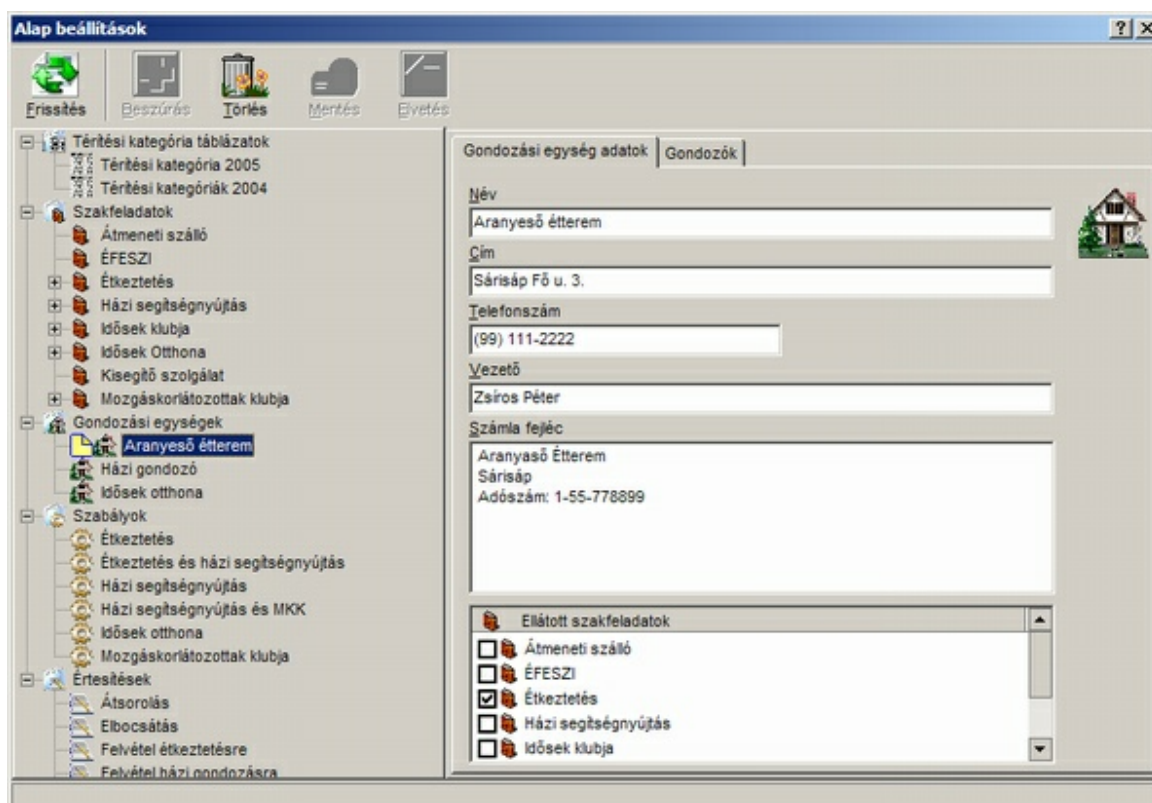 Alap beállítások
Frissítés
Beszúrás
Törlés
Mentés
Elvetés
Térítési kategória táblázatok
Térítési kategória 2005
Térítési kategóriák 2004
Szakfeladatok
Átmeneti szálló
ÉFESZI
Étkeztetés
Házi segítségnyújtás
Idősek klubja
Idősek Otthona
Kisegítő szolgálat
Mozgáskorlátozottak klubja
Gondozási egységek
Aranyeső étterem
Házi gondozó
Idősek otthona
Szabályok
Étkeztetés
Étkeztetés és házi segítségnyújtás
Házi segítségnyújtás
Házi segítségnyújtás és MKK
Idősek otthona
Mozgáskorlátozottak klubja
Értesítések
Átsorolás
Elbocsátás
Felvétel étkeztetésre
Felvétel házi gondozásra
Gondozási egység adatok
Gondozók
Név
Aranyeső étterem
Cím
Sárisáp Fő u. 3.
Telefonszám
(99) 111-2222
Vezető
Zsíros Péter
Számla fejléc
Aranyaső Étterem
Sárisáp
Adószám: 1-55-778899
Ellátott szakfeladatok
Átmeneti szálló
ÉFESZI
Étkeztetés
Házi segítségnyújtás
Idősek klubja